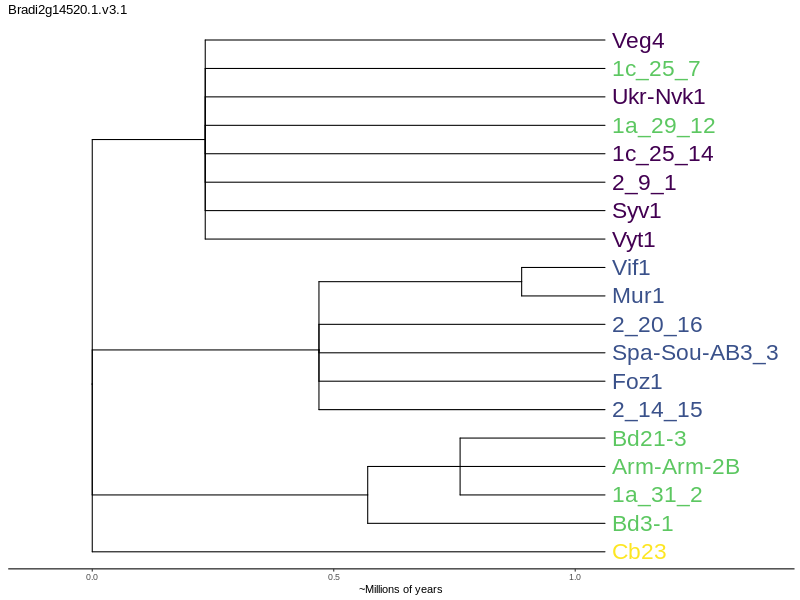 Bradi2g14520.1.v3.1
Veg4
1c_25_7
Ukr-Nvk1
1a_29_12
1c_25_14
2_9_1
Syv1
Vyt1
Vif1
Mur1
2_20_16
Spa-Sou-AB3_3
Foz1
2_14_15
Bd21-3
Arm-Arm-2B
1a_31_2
Bd3-1
Cb23
0.0 0.5 1.0
~Millions of years